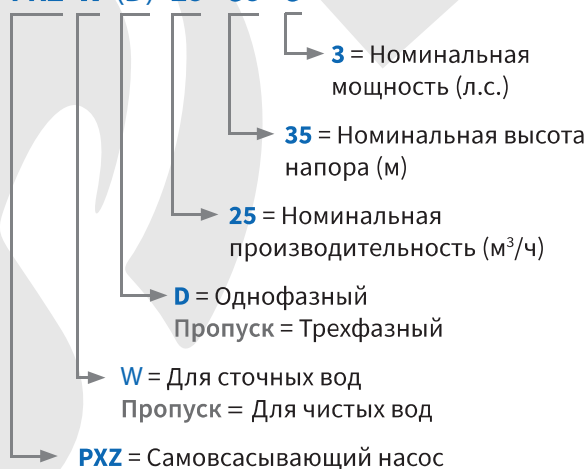 3 = Номинальная
мощность (л.с.)
35 = Номинальная высота
напора (м)
25 = Номинальная
производительность (м³/ч)
D = Однофазный
Пропуск = Трехфазный
W = Для сточных вод
Пропуск = Для чистых вод
PXZ = Самовсасывающий насос